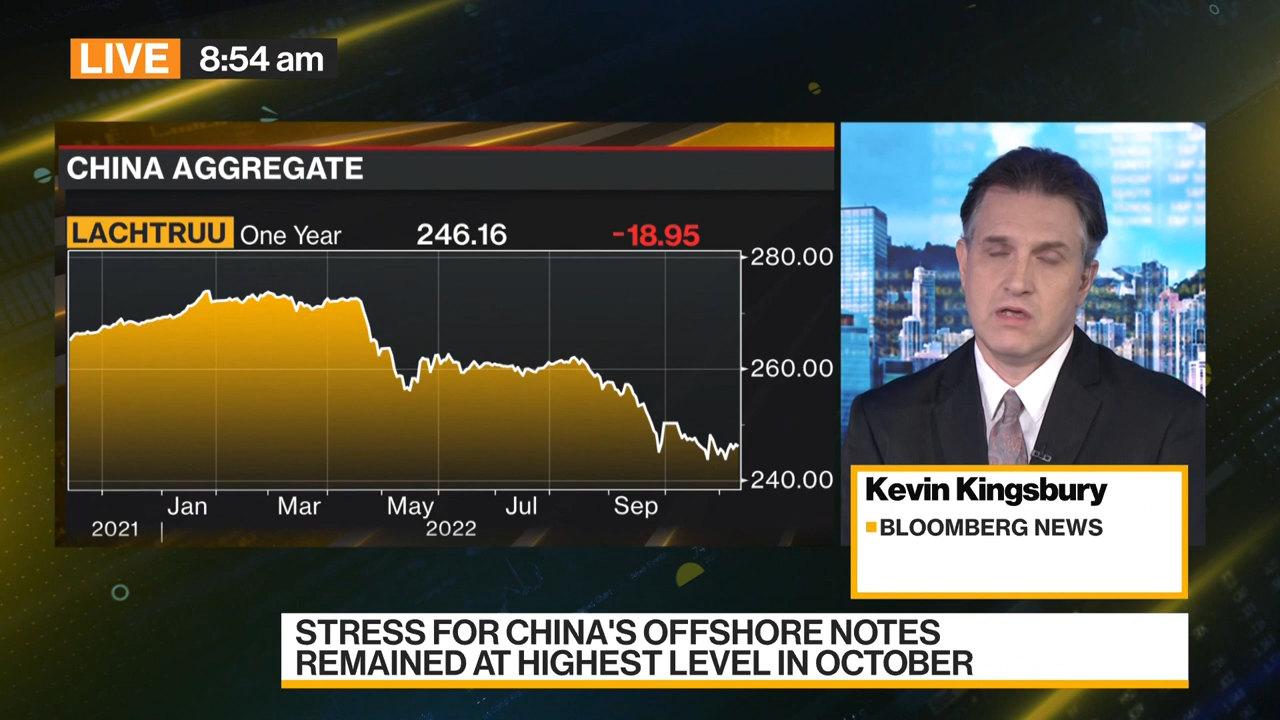 LIVE 8:54 am
CHINA AGGREGATE
LACHTRUU One Year 246.16 -18.95
280.00
260.00
240.00
Jan Mar May Jul Sep
2021 2022
Kevin Kingsbury
BLOOMBERG NEWS
STRESS FOR CHINA'S OFFSHORE NOTES
REMAINED AT HIGHEST LEVEL IN OCTOBER